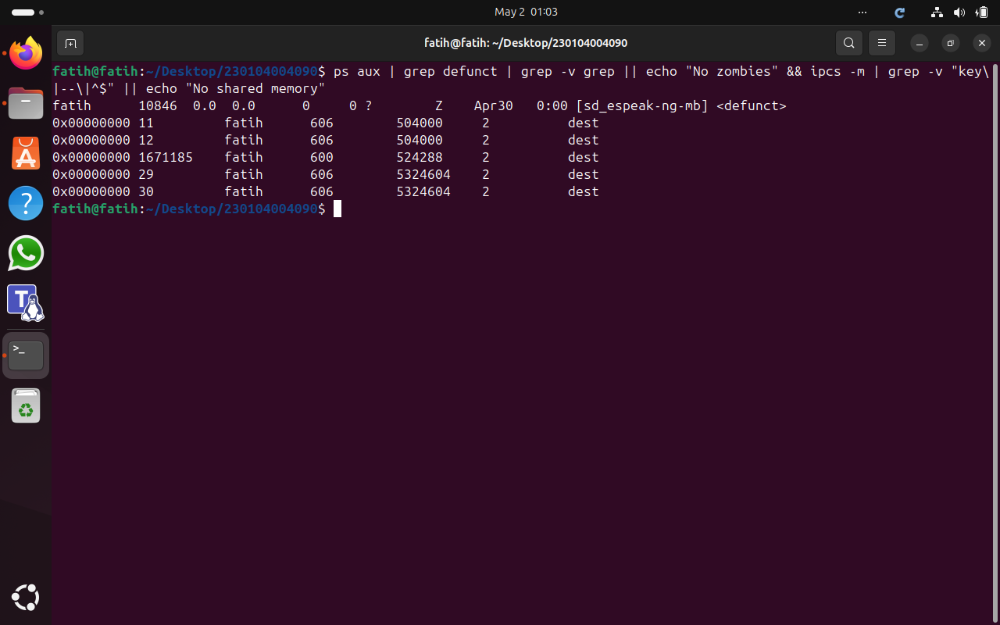 May 2  01:03
fatih@fatih: ~/Desktop/230104004090
fatih@fatih:~/Desktop/230104004090$ ps aux | grep defunct | grep -v grep || echo "No zombies" && ipcs -m | grep -v "key\
|--\|^$" || echo "No shared memory"
fatih      10846  0.0  0.0      0     0 ?        Z    Apr30   0:00 [sd_espeak-ng-mb] <defunct>
0x00000000 11         fatih      606        504000     2          dest
0x00000000 12         fatih      606        504000     2          dest
0x00000000 1671185    fatih      600        524288     2          dest
0x00000000 29         fatih      606        5324604    2          dest
0x00000000 30         fatih      606        5324604    2          dest
fatih@fatih:~/Desktop/230104004090$